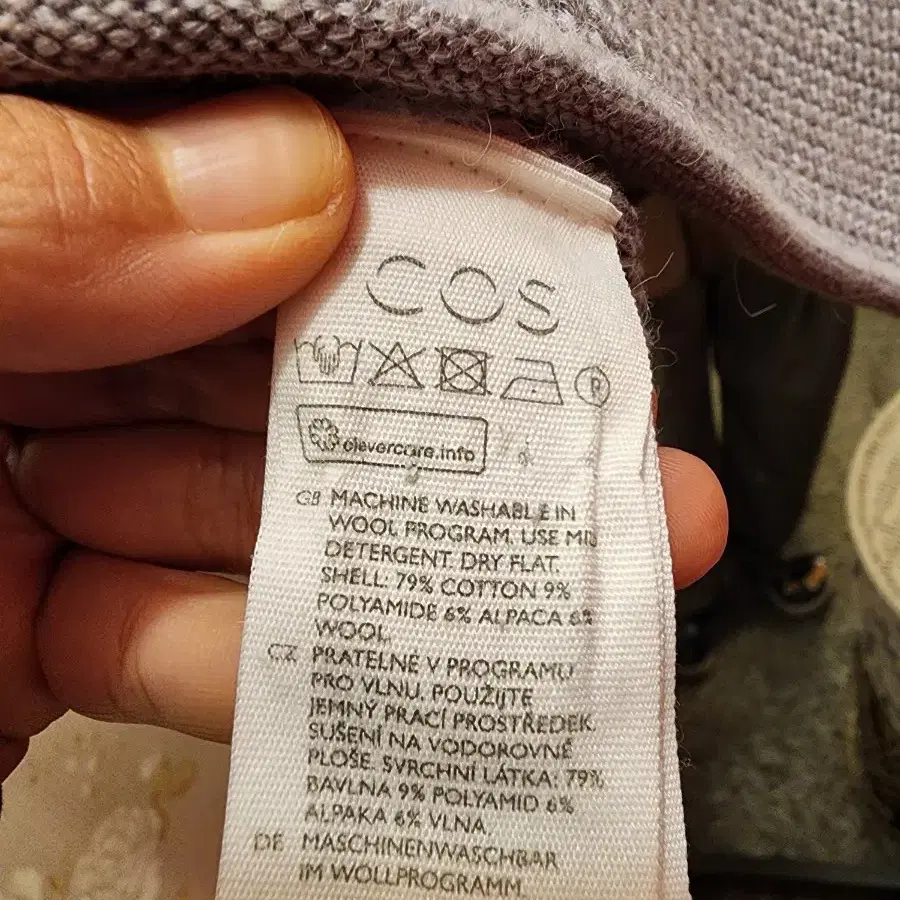 COS
P
clevercare.info
GB MACHINE WASHABLE IN
WOOL PROGRAM. USE MILD
DETERGENT. DRY FLAT.
SHELL: 79% COTTON 9%
POLYAMIDE 6% ALPACA 6%
WOOL.
CZ PRATELNÉ V PROGRAMU
PRO VLNU. POUŽIJTE
JEMNÝ PRACÍ PROSTŘEDEK.
SUŠENÍ NA VODOROVNÉ
PLOŠE. SVRCHNÍ LÁTKA: 79%
BAVLNA 9% POLYAMID 6%
ALPAKA 6% VLNA.
DE MASCHINENWASCHBAR
IM WOLLPROGRAMM.